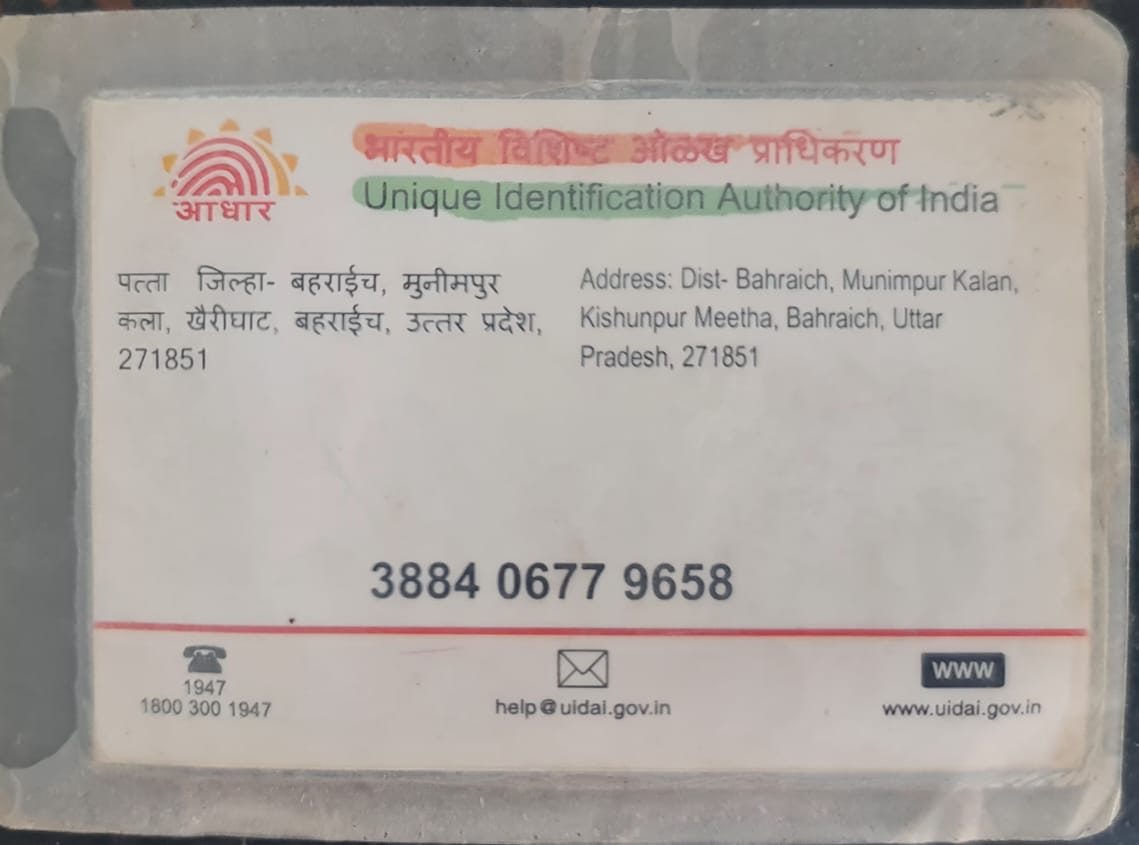 आधार
भारतीय विशिष्ट ओळख प्राधिकरण
Unique Identification Authority of India
पत्ता जिल्हा- बहराईच, मुनीमपुर
कला, खैरीघाट, बहराईच, उत्तर प्रदेश,
271851
Address: Dist- Bahraich, Munimpur Kalan,
Kishunpur Meetha, Bahraich, Uttar
Pradesh, 271851
3884 0677 9658
1947
1800 300 1947
help@uidai.gov.in
www
www.uidai.gov.in